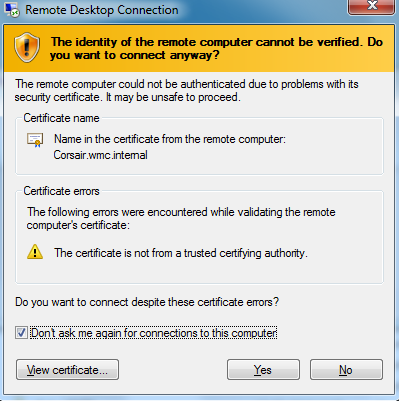 Remote Desktop Connection
The identity of the remote computer cannot be verified. Do
you want to connect anyway?
The remote computer could not be authenticated due to problems with its
security certificate. It may be unsafe to proceed.
Certificate name
Name in the certificate from the remote computer:
Corsair.wmc.internal
Certificate errors
The following errors were encountered while validating the remote
computer's certificate:
The certificate is not from a trusted certifying authority.
Do you want to connect despite these certificate errors?
Don't ask me again for connections to this computer
View certificate...
Yes
No